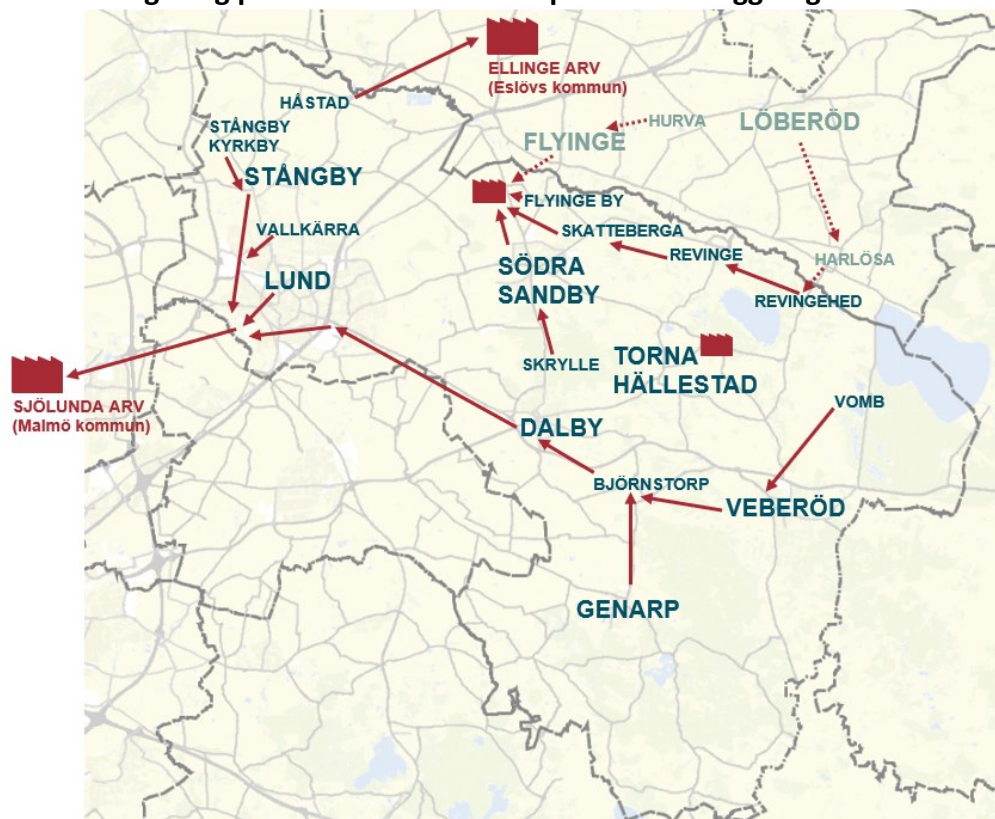 ELLINGE ARV
(Eslövs kommun)
HÅSTAD
STÅNGBY
KYRKBY
STÅNGBY
HURVA
FLYINGE
LÖBERÖD
FLYINGE BY
VALLKÄRRA
SKATTEBERGA
LUND
SÖDRA
SANDBY
REVINGE
HARLÖSA
REVINGEHED
SKRYLLE
TORNA
HÄLLESTAD
SJÖLUNDA ARV
(Malmö kommun)
VOMB
DALBY
BJÖRNSTORP
VEBERÖD
GENARP